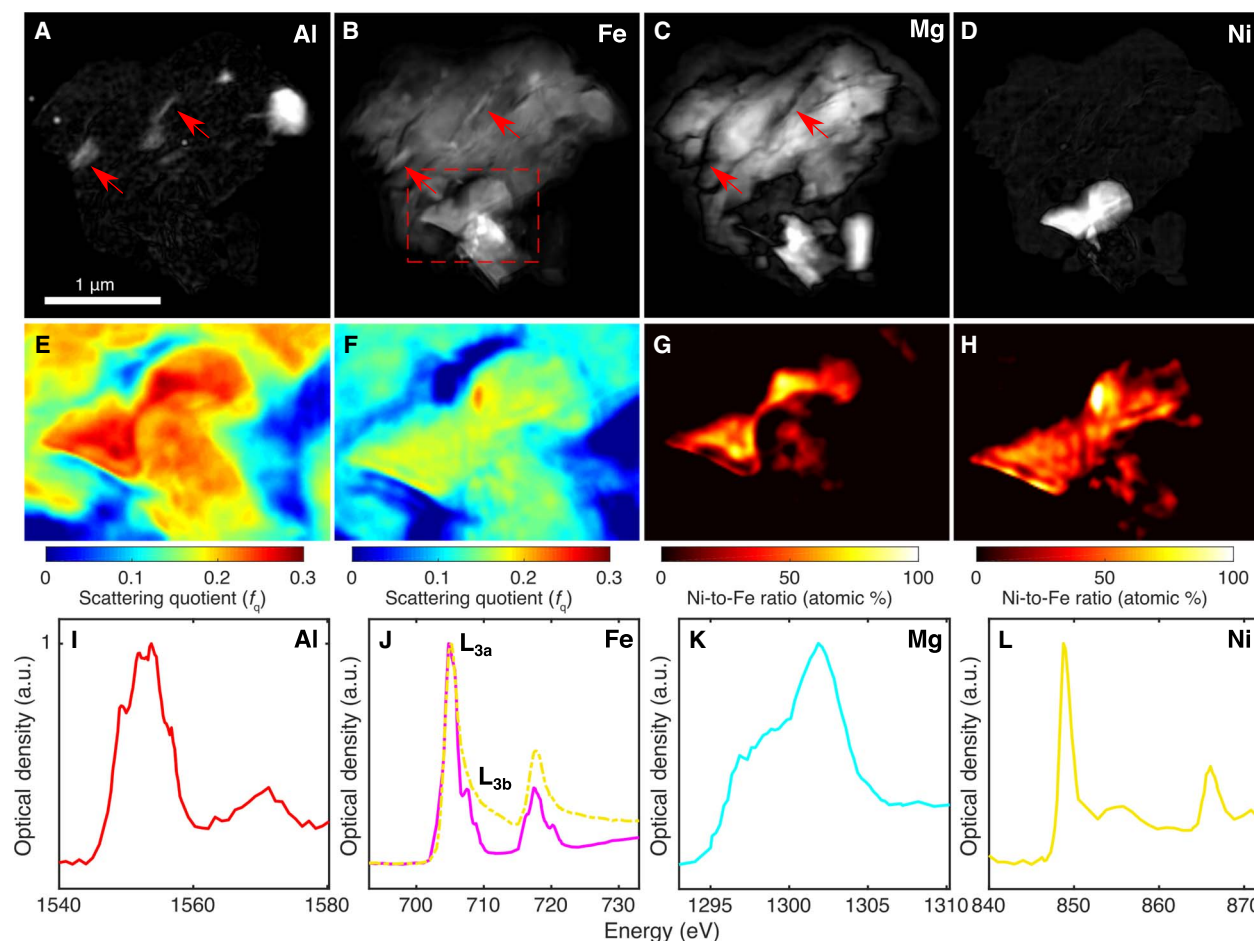 A Al B Fe C Mg D Ni
1 μm
E F G H
0 0.1 0.2 0.3 0 0.1 0.2 0.3 0 50 100 0 50 100
Scattering quotient (fq) Scattering quotient (fq) Ni-to-Fe ratio (atomic %) Ni-to-Fe ratio (atomic %)
I Al J Fe K Mg L Ni
1
L3a
L3b
Optical density (a.u.) Optical density (a.u.) Optical density (a.u.) Optical density (a.u.)
1540 1560 1580 700 710 720 730 1295 1300 1305 1310 840 850 860 870
Energy (eV)